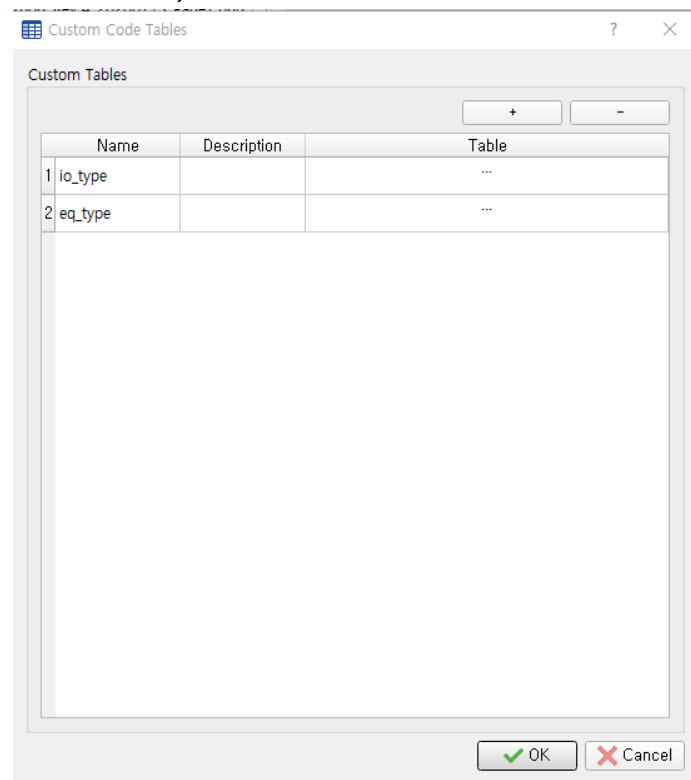 Custom Code Tables ? ×
Custom Tables
+ -
Name Description Table
1 io_type ...
2 eq_type ...
OK Cancel